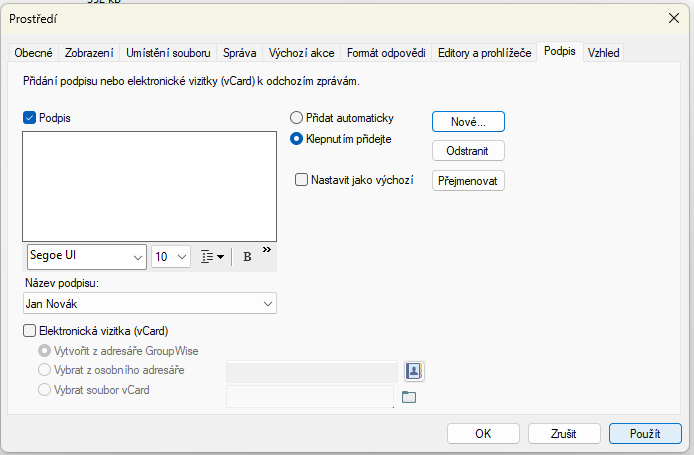 Prostředí
Obecné Zobrazení Umístění souboru Správa Výchozí akce Formát odpovědi Editory a prohlížeče Podpis Vzhled
Přidání podpisu nebo elektronické vizitky (vCard) k odchozím zprávám.
Podpis
Přidat automaticky
Klepnutím přidejte
Nastavit jako výchozí
Nové...
Odstranit
Přejmenovat
Segoe UI 10 B »
Název podpisu:
Jan Novák
Elektronická vizitka (vCard)
Vytvořit z adresáře GroupWise
Vybrat z osobního adresáře
Vybrat soubor vCard
OK Zrušit Použít